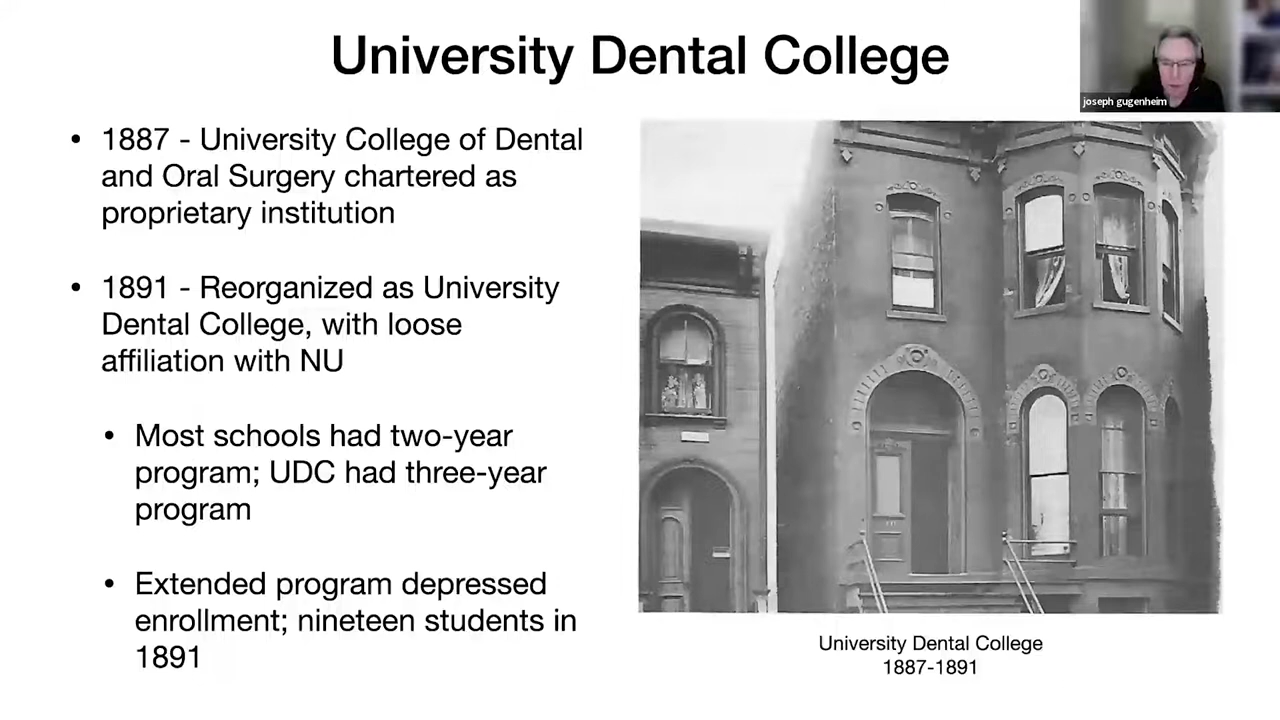 University Dental College
joseph gugenheim
• 1887 - University College of Dental
and Oral Surgery chartered as
proprietary institution
• 1891 - Reorganized as University
Dental College, with loose
affiliation with NU
• Most schools had two-year
program; UDC had three-year
program
• Extended program depressed
enrollment; nineteen students in
1891
University Dental College
1887-1891